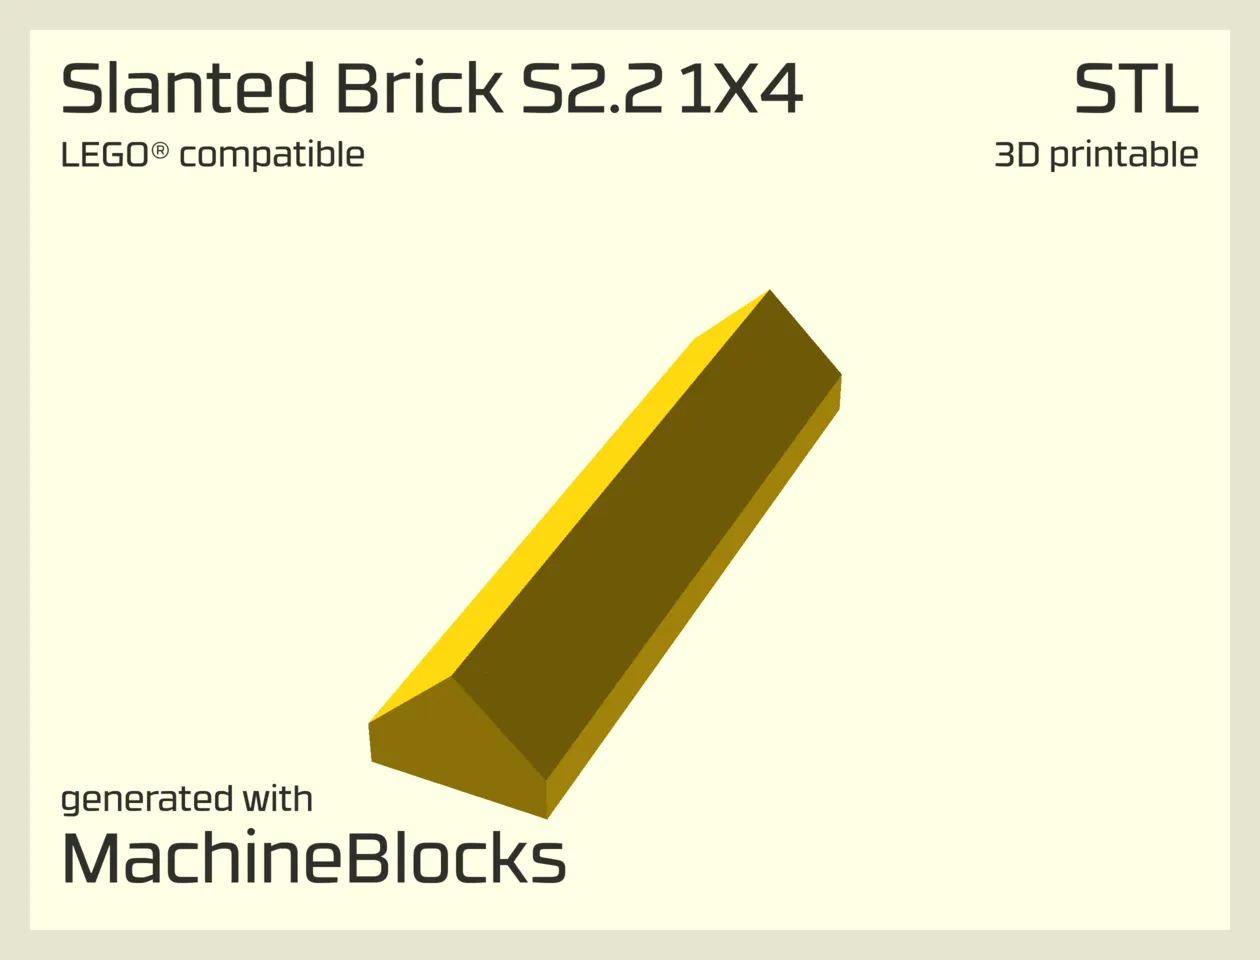 Slanted Brick S2.2 1X4
STL
LEGO® compatible
3D printable
generated with
MachineBlocks